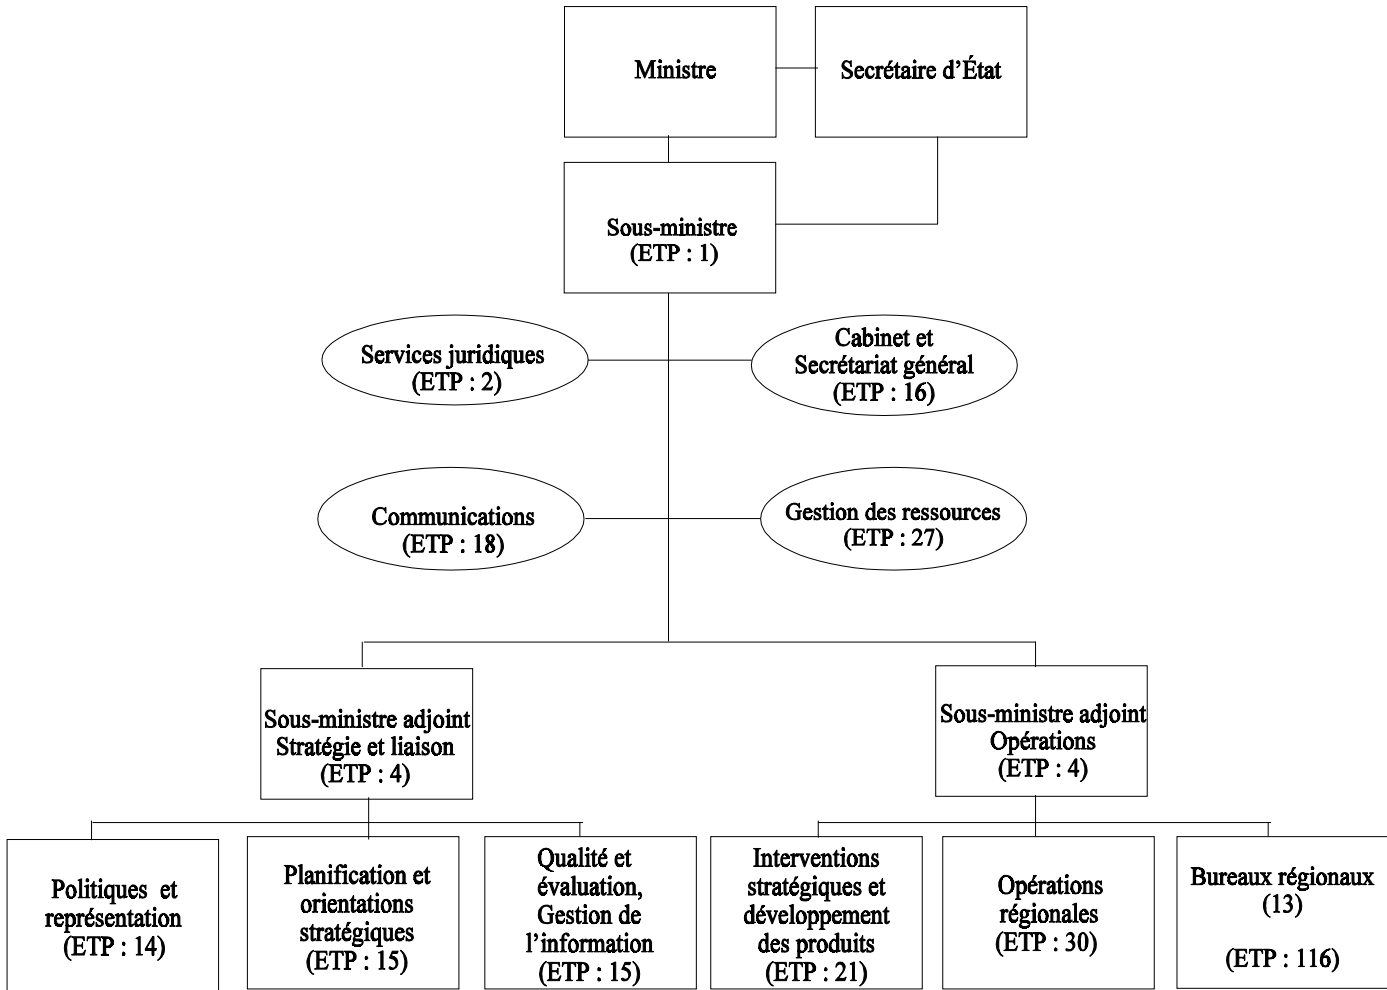 Ministre
Secrétaire d’État
Sous-ministre
(ETP : 1)
Services juridiques
(ETP : 2)
Cabinet et
Secrétariat général
(ETP : 16)
Communications
(ETP : 18)
Gestion des ressources
(ETP : 27)
Sous-ministre adjoint
Stratégie et liaison
(ETP : 4)
Sous-ministre adjoint
Opérations
(ETP : 4)
Politiques et
représentation
(ETP : 14)
Planification et
orientations
stratégiques
(ETP : 15)
Qualité et
évaluation,
Gestion de
l’information
(ETP : 15)
Interventions
stratégiques et
développement
des produits
(ETP : 21)
Opérations
régionales
(ETP : 30)
Bureaux régionaux
(13)
(ETP : 116)